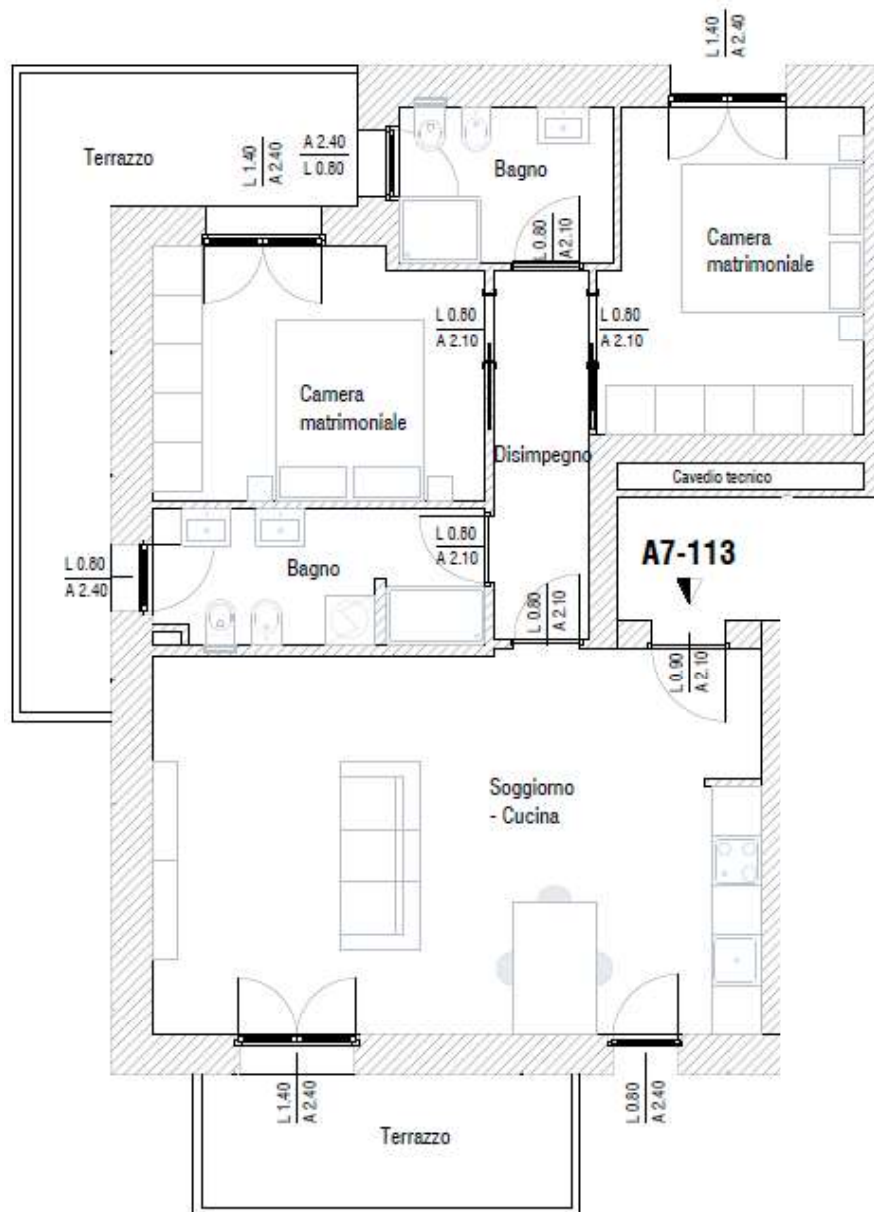 L 1.40
A 2.40
Terrazzo
L 1.40
A 2.40
A 2.40
L 0.80
Bagno
L 0.80
A 2.10
Camera
matrimoniale
L 0.80
A 2.10
L 0.80
A 2.10
Camera
matrimoniale
Disimpegno
Cavedio tecnico
L 0.80
A 2.40
Bagno
L 0.80
A 2.10
A7-113
L 0.80
A 2.10
L 0.90
A 2.10
Soggiorno
- Cucina
L 1.40
A 2.40
L 0.80
A 2.40
Terrazzo